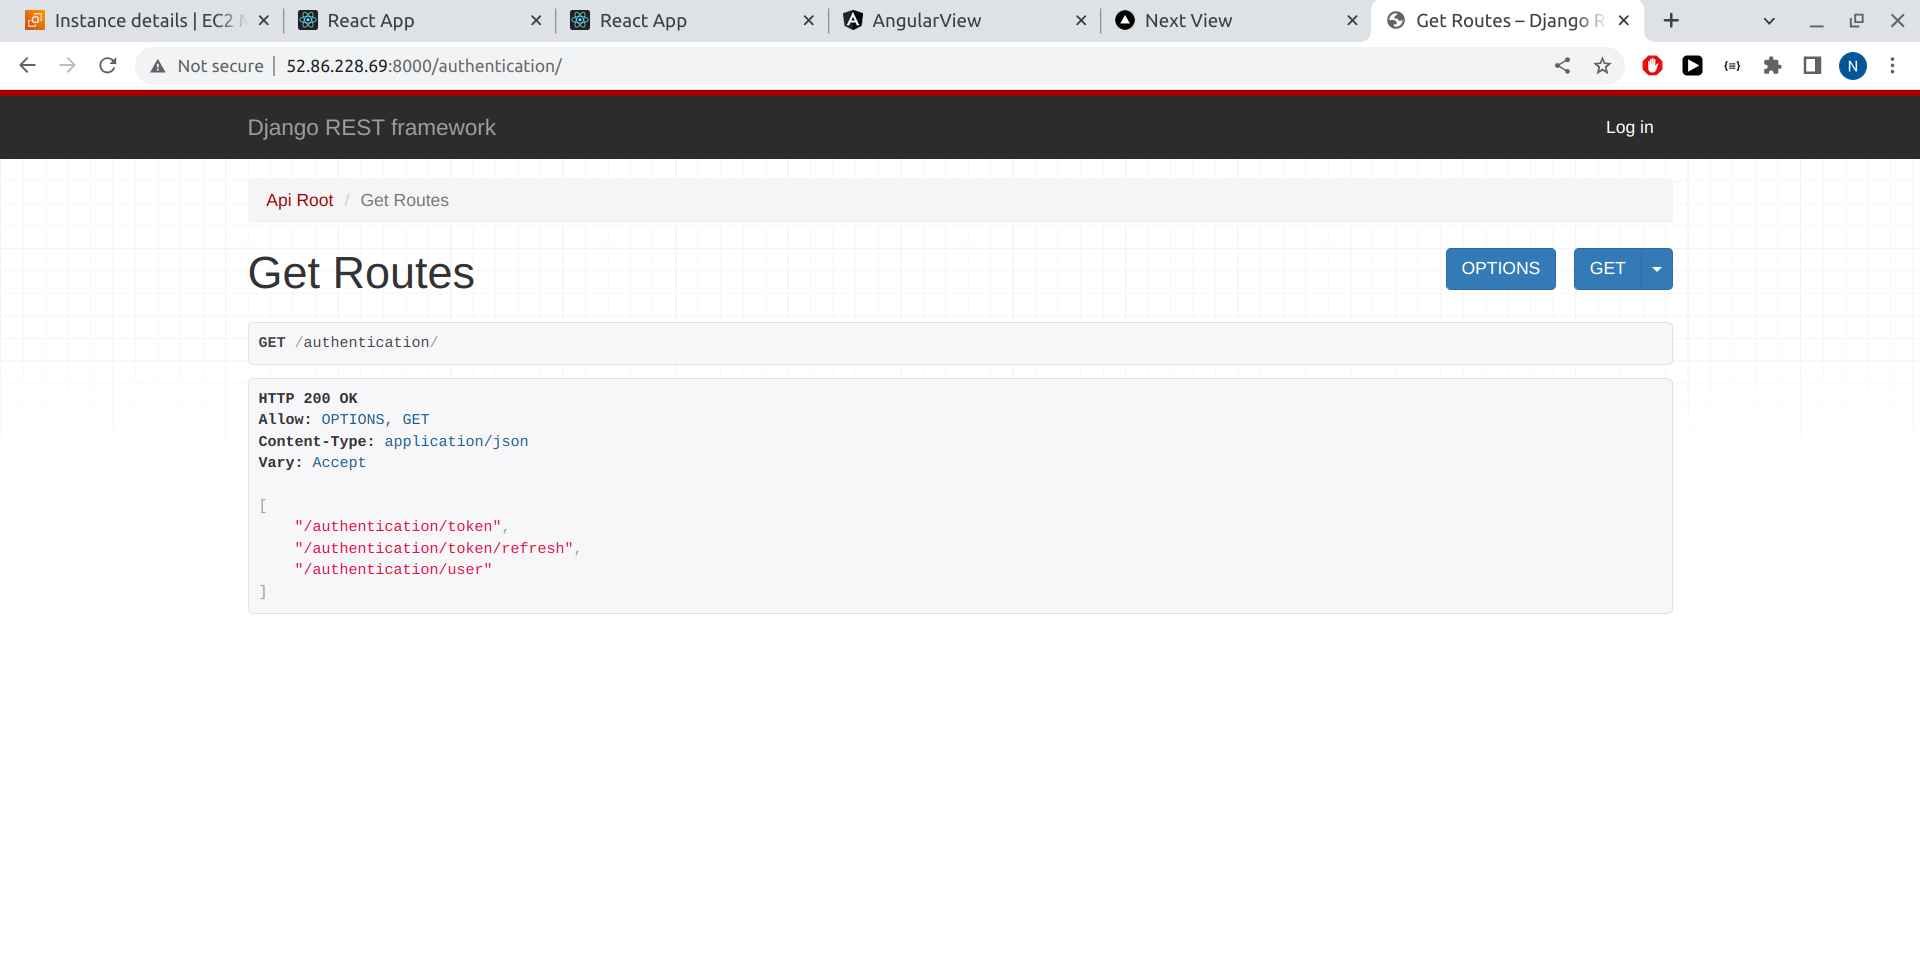 Instance details | EC2
React App
React App
AngularView
Next View
Get Routes – Django R
Not secure
52.86.228.69:8000/authentication/
N
Django REST framework
Log in
Api Root / Get Routes
Get Routes
OPTIONS
GET
GET /authentication/
HTTP 200 OK
Allow: OPTIONS, GET
Content-Type: application/json
Vary: Accept
[
"/authentication/token",
"/authentication/token/refresh",
"/authentication/user"
]